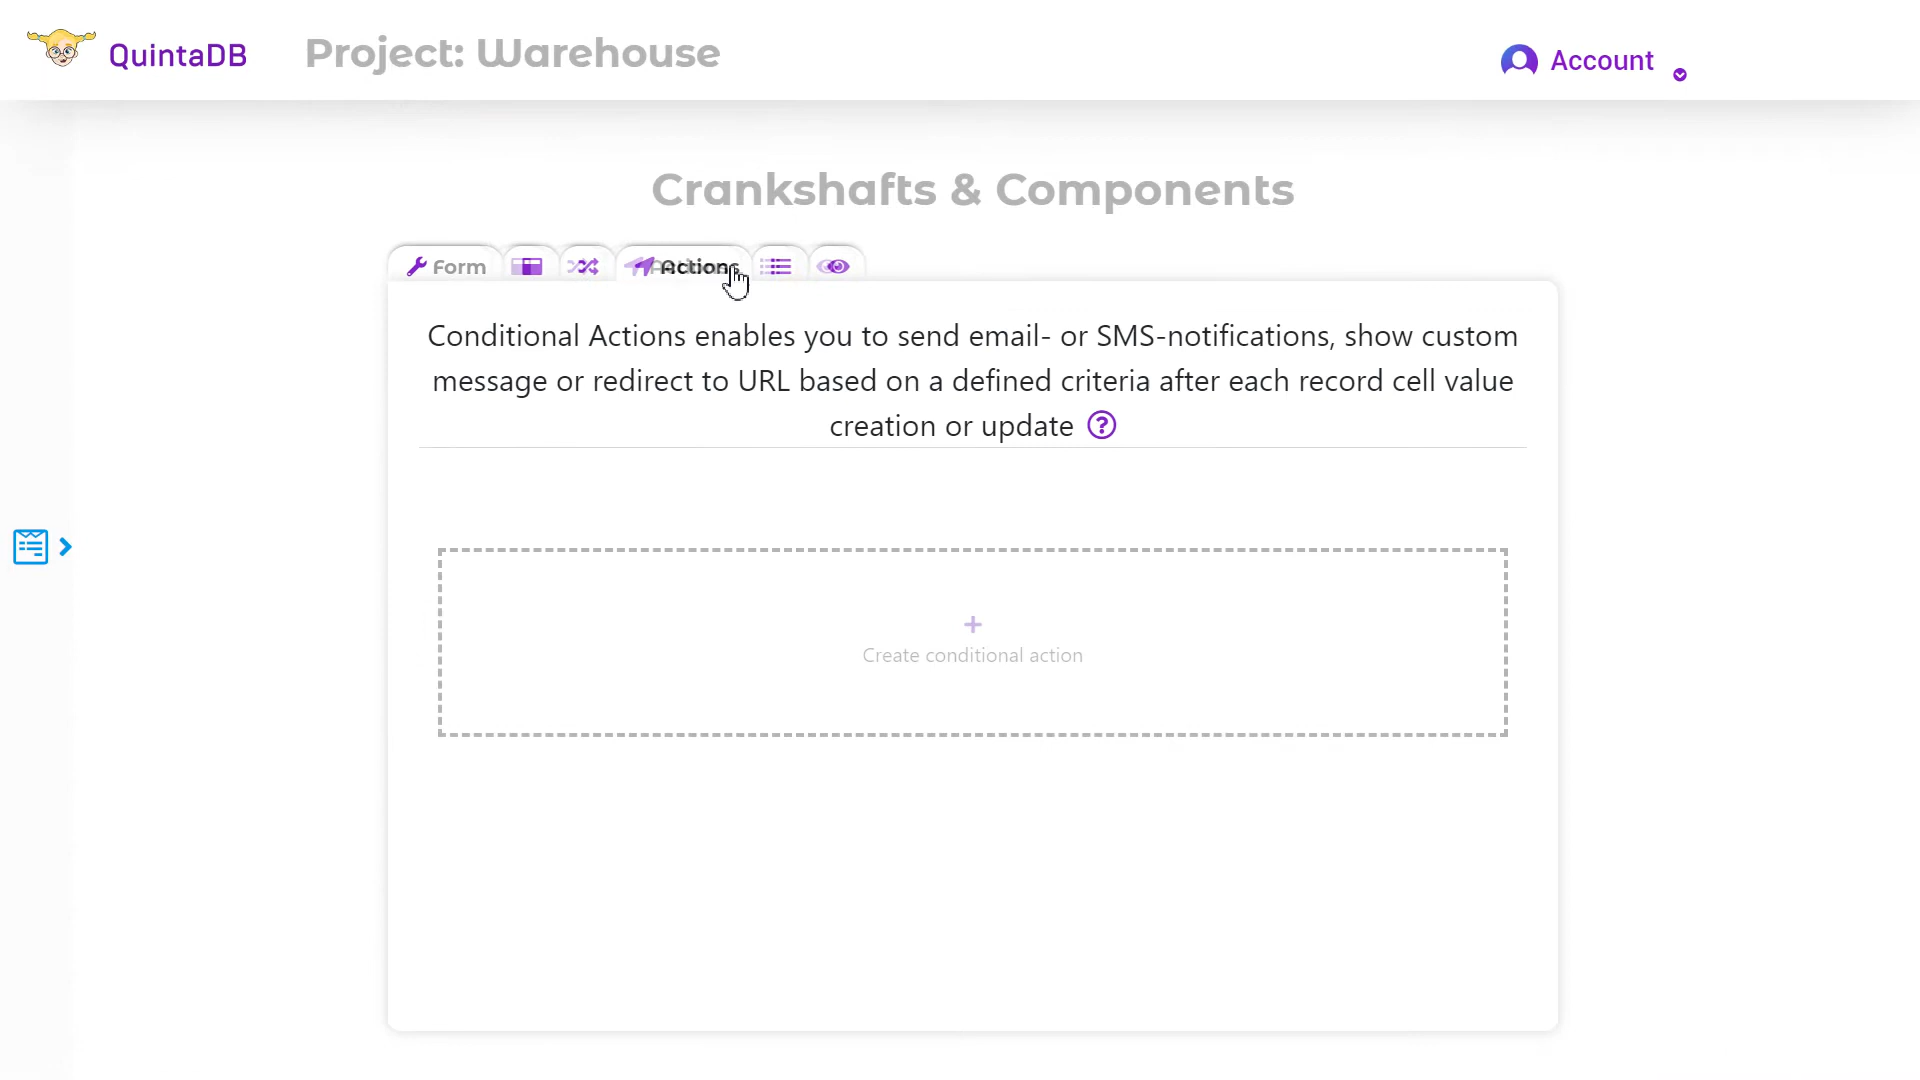 QuintaDB
Project: Warehouse
Account
Crankshafts & Components
Form
Actions
Conditional Actions enables you to send email- or SMS-notifications, show custom
message or redirect to URL based on a defined criteria after each record cell value
creation or update
+
Create conditional action